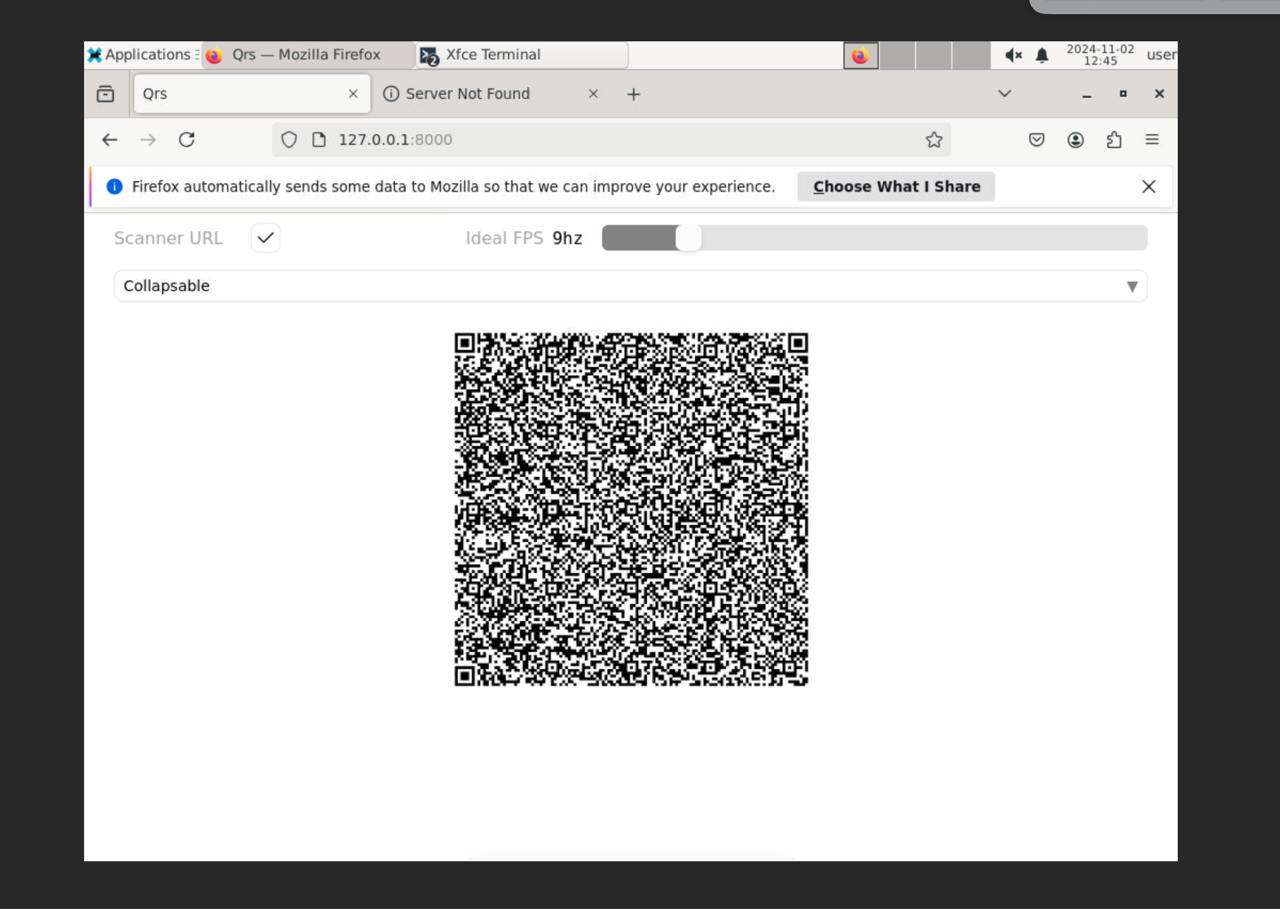 Applications
Qrs — Mozilla Firefox
Xfce Terminal
2
2024-11-02
12:45
user
Qrs
Server Not Found
127.0.0.1:8000
Firefox automatically sends some data to Mozilla so that we can improve your experience.
Choose What I Share
Scanner URL
Ideal FPS 9hz
Collapsable